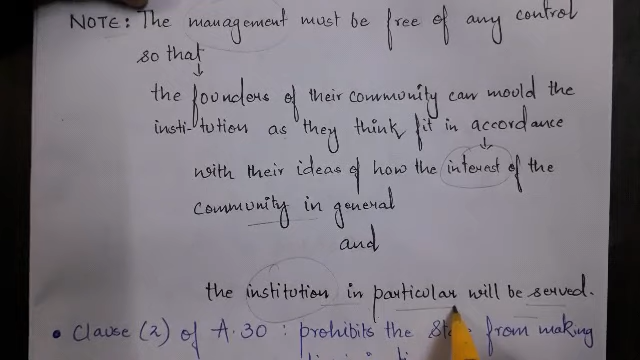 NOTE: The management must be free of any control
so that
the founders of their community can mould the
insti-tution as they think fit in accordance
with their ideas of how the interest of the
community in general
and
the institution in particular will be served.
• Clause (2) of A.30 : prohibits the State from making